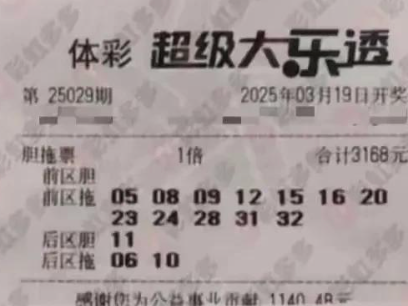 体彩 超级大乐透
第 25029期 2025年03月19日开奖
胆拖票 1倍 合计3168元
前区胆
前区拖 05 08 09 12 15 16 20
23 24 28 31 32
后区胆 11
后区拖 06 10
感谢您为公益事业贡献 1140.48元